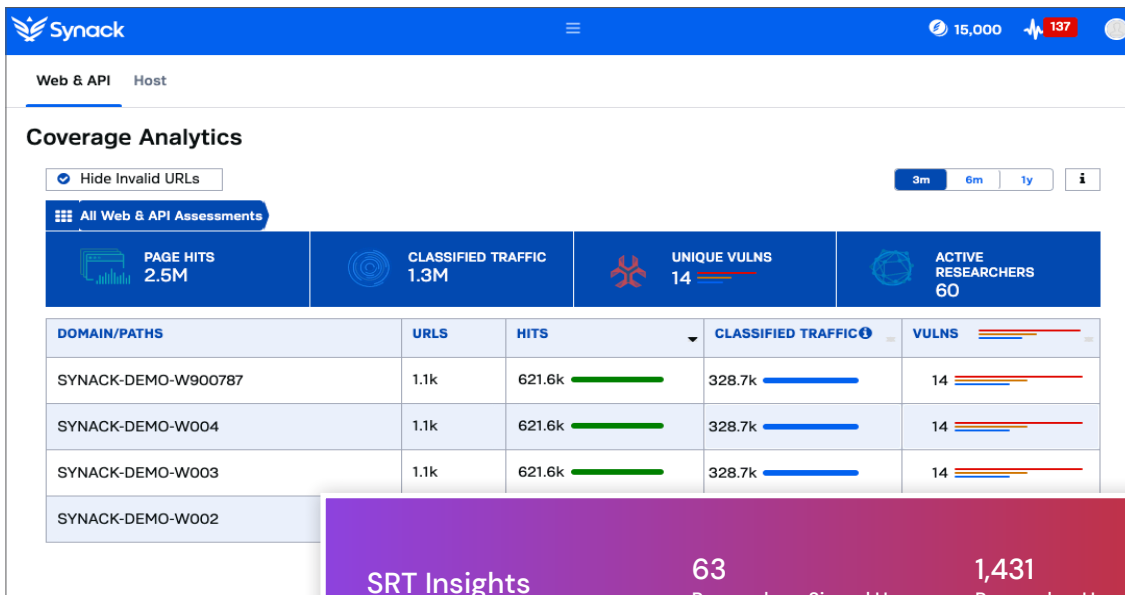 Synack
15,000
137
Web & API Host
Coverage Analytics
Hide Invalid URLs
3m 6m 1y i
All Web & API Assessments
PAGE HITS
2.5M
CLASSIFIED TRAFFIC
1.3M
UNIQUE VULNS
14
ACTIVE
RESEARCHERS
60
DOMAIN/PATHS URLS HITS CLASSIFIED TRAFFIC VULNS
SYNACK-DEMO-W900787 1.1k 621.6k 328.7k 14
SYNACK-DEMO-W004 1.1k 621.6k 328.7k 14
SYNACK-DEMO-W003 1.1k 621.6k 328.7k 14
SYNACK-DEMO-W002
SRT Insights
63
1,431